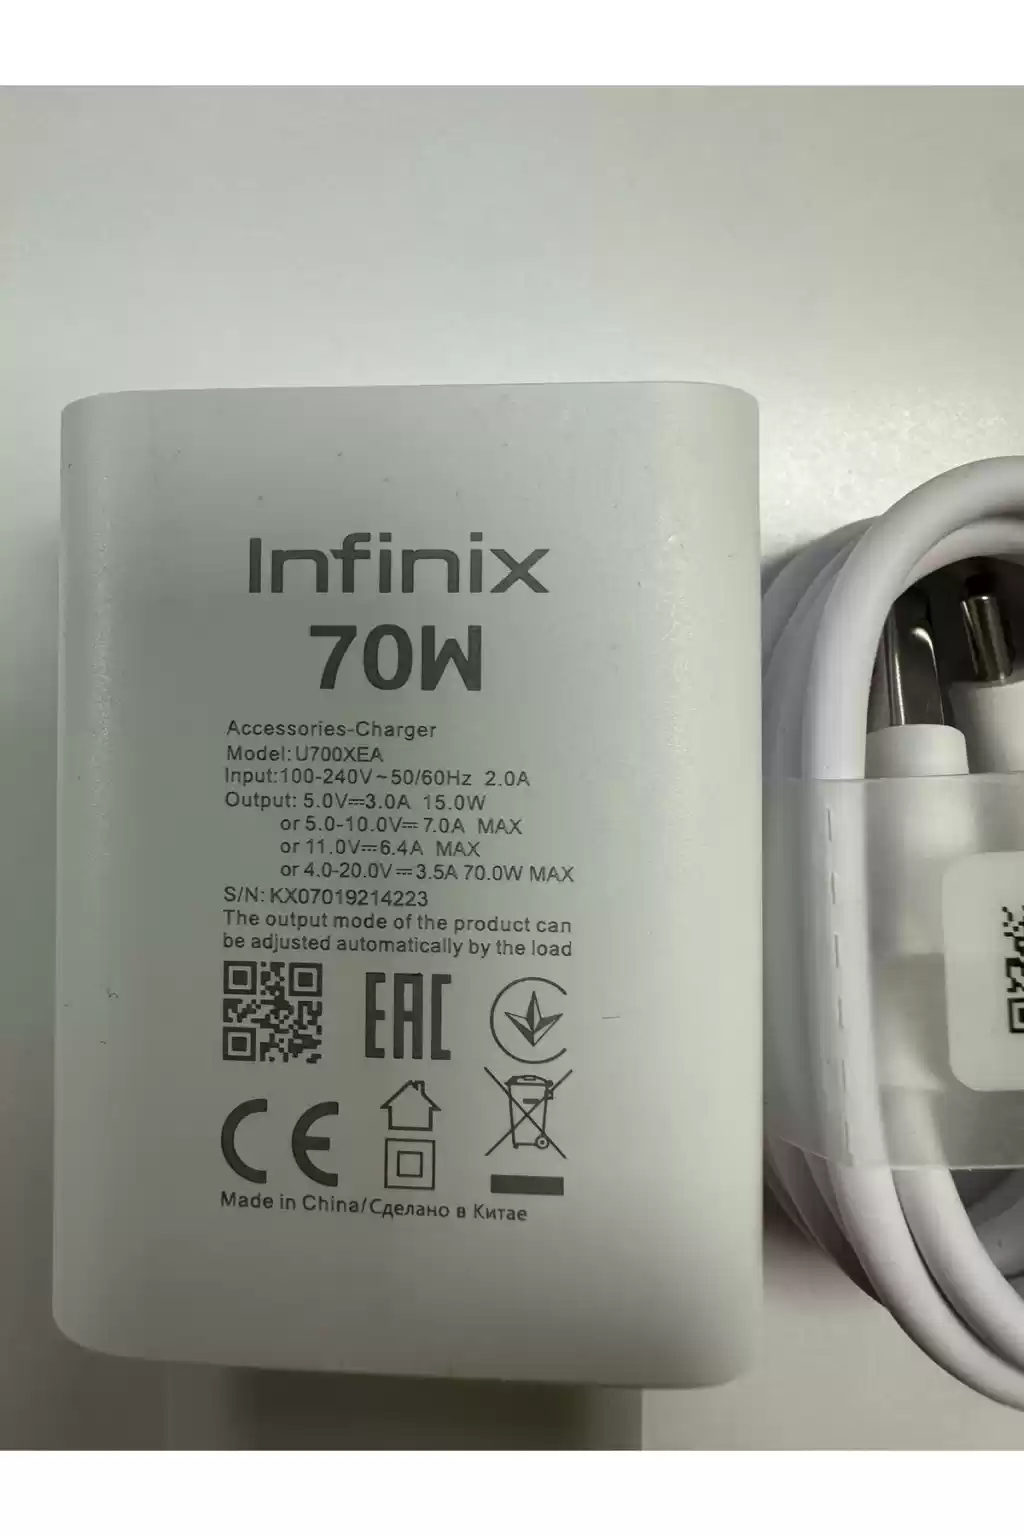 Infinix
70W
Accessories-Charger
Model: U700XEA
Input:100-240V~50/60Hz 2.0A
Output: 5.0V⎓3.0A 15.0W
or 5.0-10.0V⎓7.0A MAX
or 11.0V⎓6.4A MAX
or 4.0-20.0V⎓3.5A 70.0W MAX
S/N: KX07019214223
The output mode of the product can
be adjusted automatically by the load
EAC
CE
Made in China/Сделано в Китае